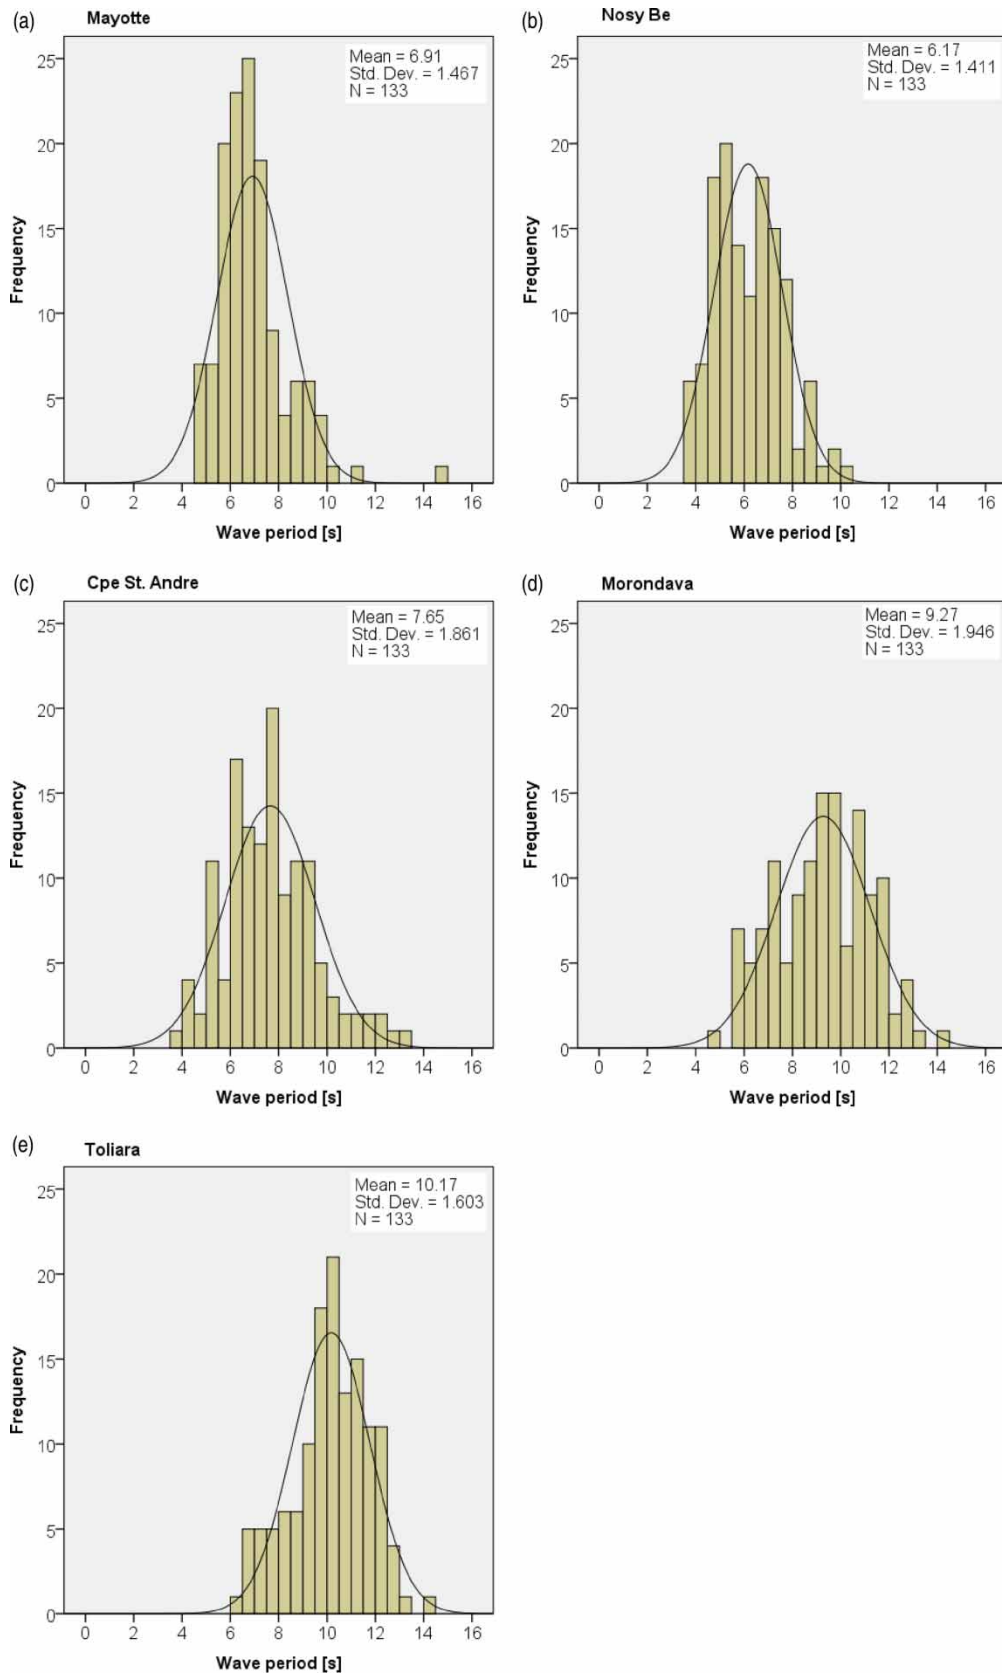 (a)
Mayotte
Mean = 6.91
Std. Dev. = 1.467
N = 133
25
20
15
10
5
0
Frequency
0 2 4 6 8 10 12 14 16
Wave period [s]
(b)
Nosy Be
Mean = 6.17
Std. Dev. = 1.411
N = 133
25
20
15
10
5
0
Frequency
0 2 4 6 8 10 12 14 16
Wave period [s]
(c)
Cpe St. Andre
Mean = 7.65
Std. Dev. = 1.861
N = 133
25
20
15
10
5
0
Frequency
0 2 4 6 8 10 12 14 16
Wave period [s]
(d)
Morondava
Mean = 9.27
Std. Dev. = 1.946
N = 133
25
20
15
10
5
0
Frequency
0 2 4 6 8 10 12 14 16
Wave period [s]
(e)
Toliara
Mean = 10.17
Std. Dev. = 1.603
N = 133
25
20
15
10
5
0
Frequency
0 2 4 6 8 10 12 14 16
Wave period [s]